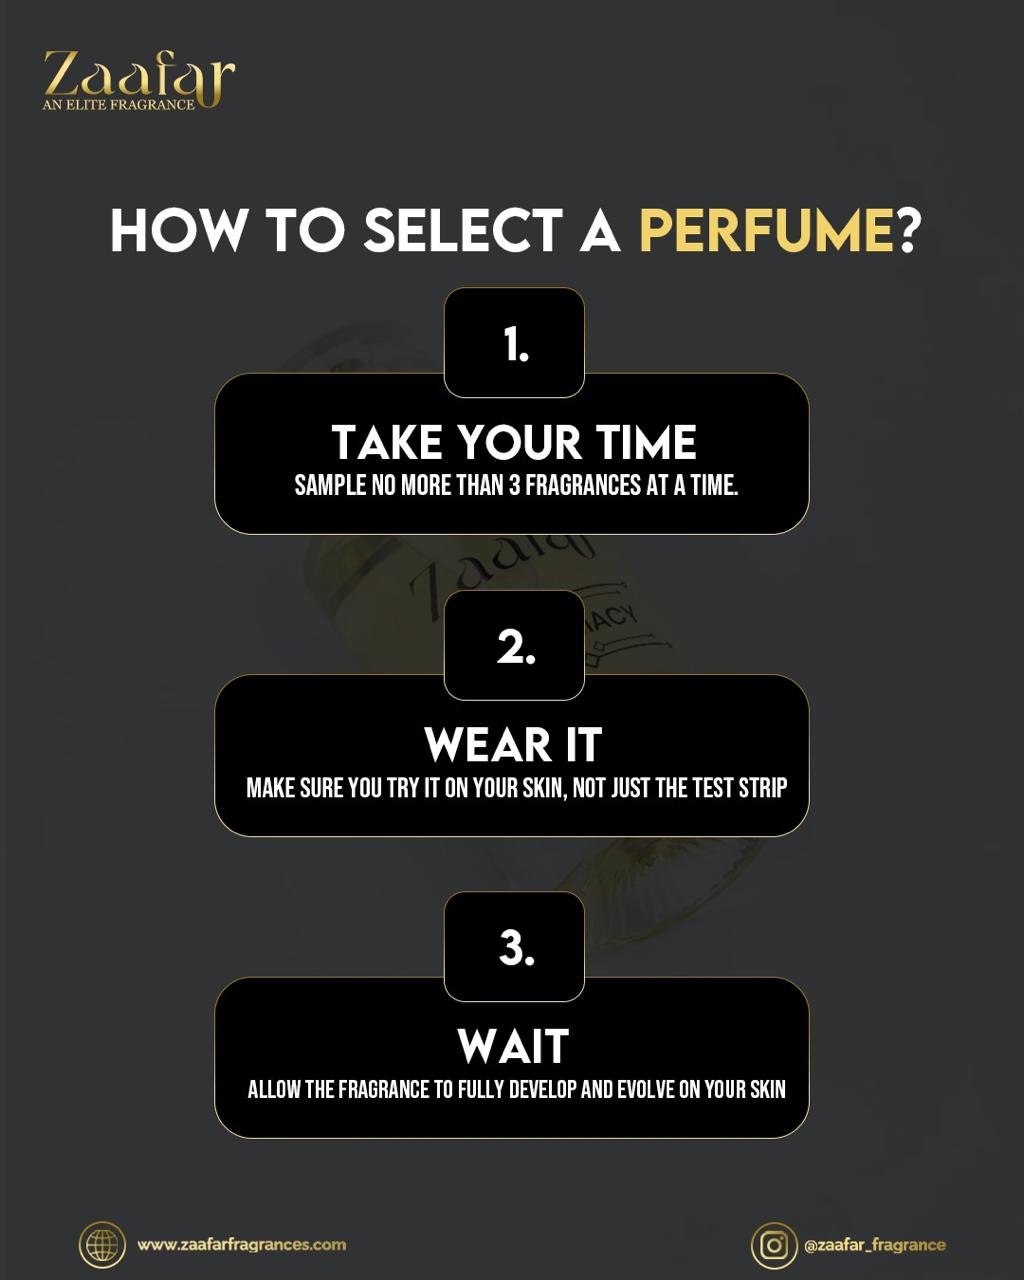 Zaafar
AN ELITE FRAGRANCE
HOW TO SELECT A PERFUME?
1.
TAKE YOUR TIME
SAMPLE NO MORE THAN 3 FRAGRANCES AT A TIME.
Zaafar
2.
WEAR IT
MAKE SURE YOU TRY IT ON YOUR SKIN, NOT JUST THE TEST STRIP
3.
WAIT
ALLOW THE FRAGRANCE TO FULLY DEVELOP AND EVOLVE ON YOUR SKIN
www.zaafarfragrances.com
@zaafar_fragrance